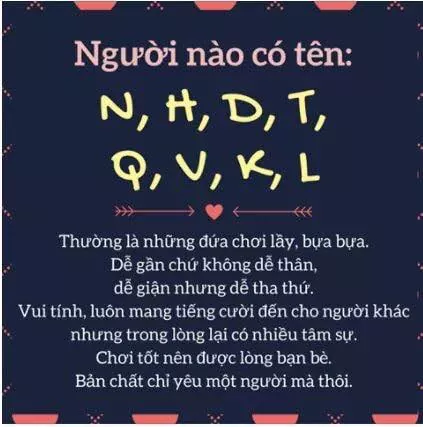 Người nào có tên:
N, H, D, T,
Q, V, K, L
Thường là những đứa chơi lầy, bựa bựa.
Dễ gần chứ không dễ thân,
dễ giận nhưng dễ tha thứ.
Vui tính, luôn mang tiếng cười đến cho người khác
nhưng trong lòng lại có nhiều tâm sự.
Chơi tốt nên được lòng bạn bè.
Bản chất chỉ yêu một người mà thôi.